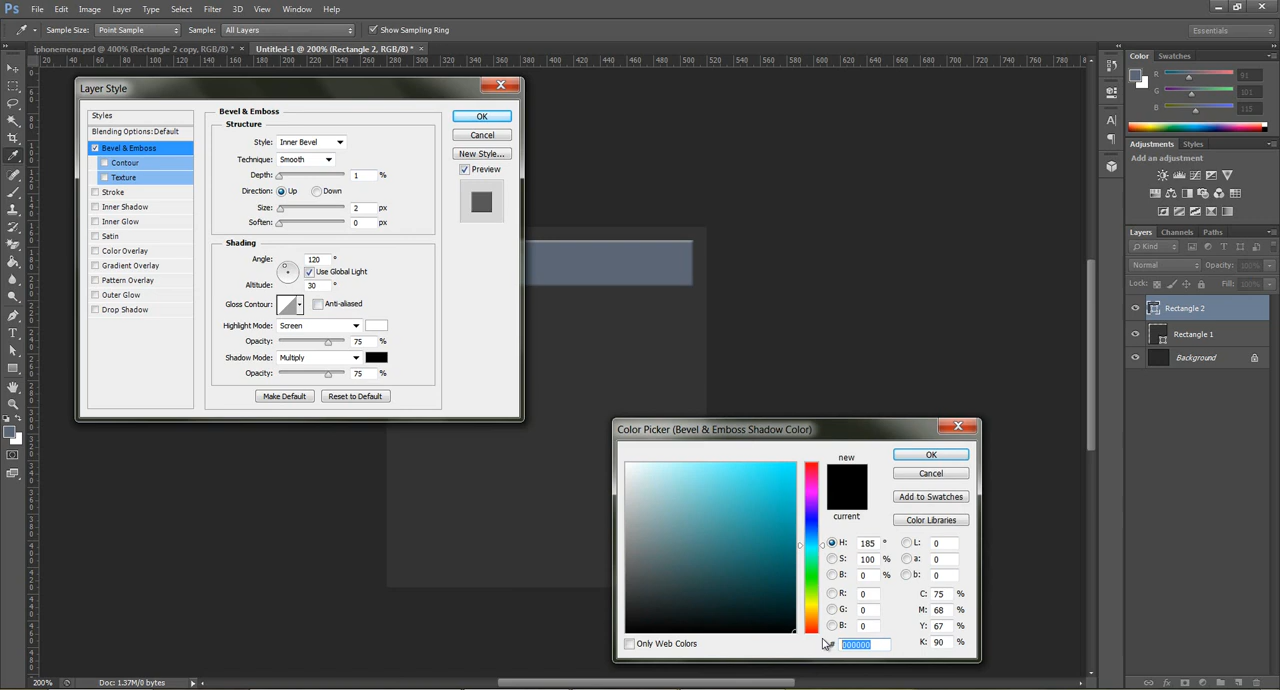 Ps File Edit Image Layer Type Select Filter 3D View Window Help
Sample Size: Point Sample Sample: All Layers Show Sampling Ring Essentials
iphonemenu.psd @ 400% (Rectangle 2 copy, RGB/8) * × Untitled-1 @ 200% (Rectangle 2, RGB/8) * ×
Layer Style
Styles
Blending Options: Default
Bevel & Emboss
Contour
Texture
Stroke
Inner Shadow
Inner Glow
Satin
Color Overlay
Gradient Overlay
Pattern Overlay
Outer Glow
Drop Shadow
Bevel & Emboss
Structure
Style: Inner Bevel
Technique: Smooth
Depth: 1 %
Direction: Up Down
Size: 2 px
Soften: 0 px
Shading
Angle: 120 °
Use Global Light
Altitude: 30 °
Gloss Contour: Anti-aliased
Highlight Mode: Screen
Opacity: 75 %
Shadow Mode: Multiply
Opacity: 75 %
Make Default Reset to Default
OK
Cancel
New Style...
Preview
Color Picker (Bevel & Emboss Shadow Color)
new
current
OK
Cancel
Add to Swatches
Color Libraries
H: 185 ° L: 0
S: 100 % a: 0
B: 0 % b: 0
R: 0 C: 75 %
G: 0 M: 68 %
B: 0 Y: 67 %
# 000000 K: 90 %
Only Web Colors
Color Swatches
R 91
G 101
B 115
Adjustments Styles
Add an adjustment
Layers Channels Paths
Kind
Normal Opacity: 100%
Lock: Fill: 100%
Rectangle 2
Rectangle 1
Background
200% Doc: 1.37M/0 bytes